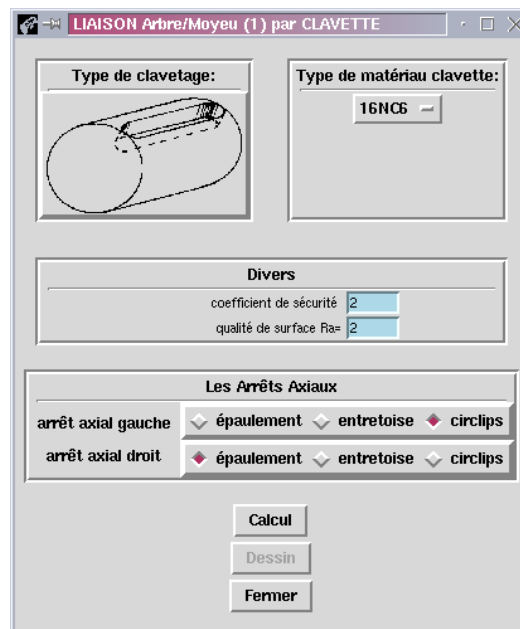 LIAISON Arbre/Moyeu (1) par CLAVETTE
Type de clavetage:
Type de matériau clavette:
16NC6
Divers
coefficient de sécurité 2
qualité de surface Ra= 2
Les Arrêts Axiaux
arrêt axial gauche épaulement entretoise circlips
arrêt axial droit épaulement entretoise circlips
Calcul
Dessin
Fermer